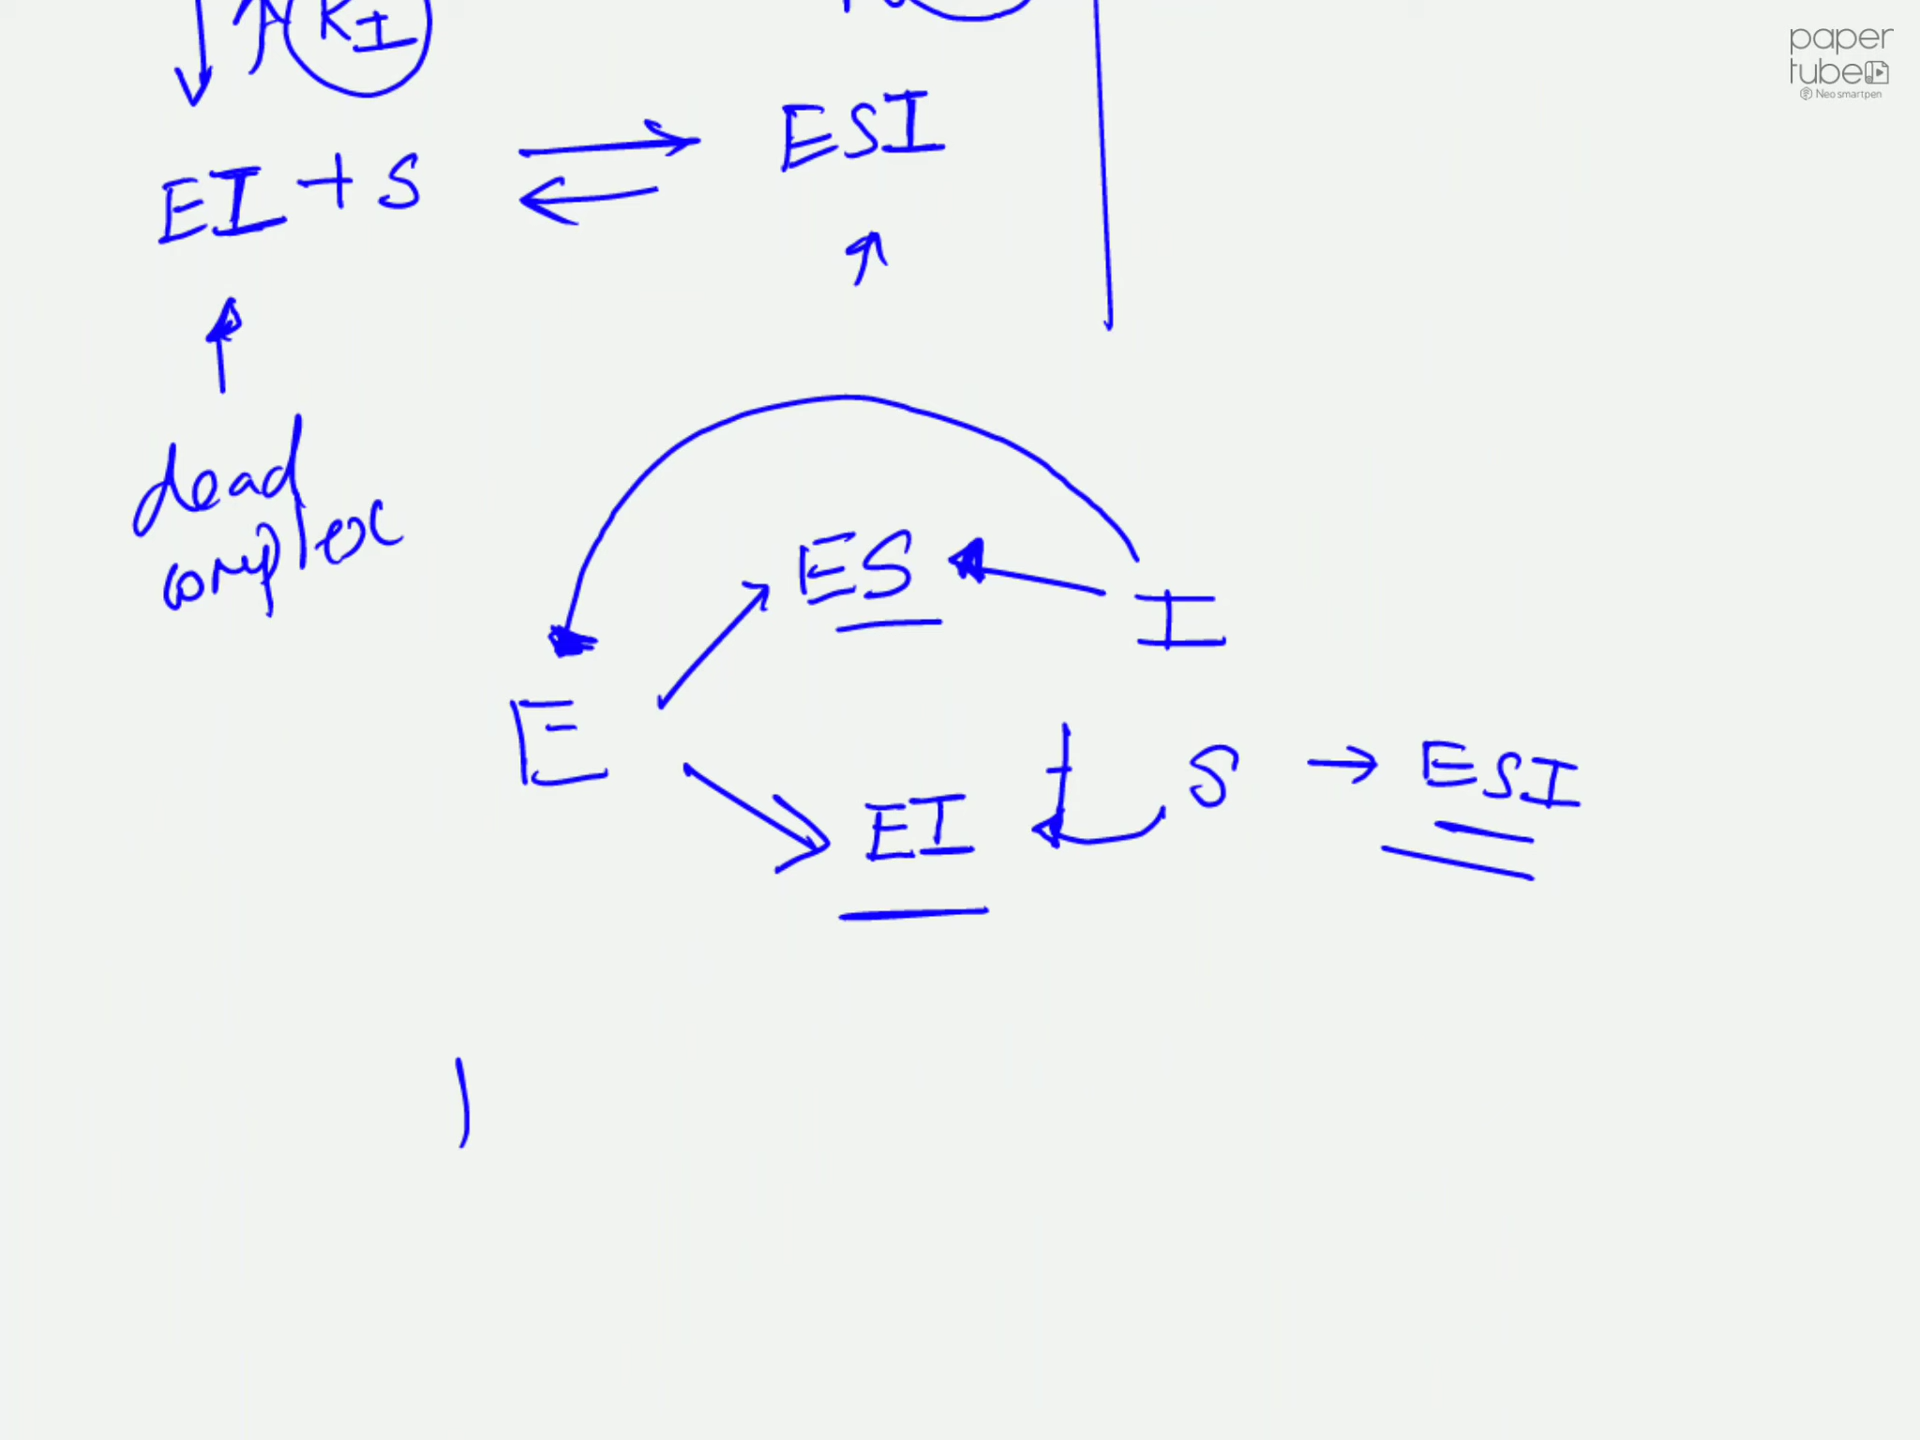 KI
EI + S ⇌ ESI
dead
complex
ES
I
E
EI + S → ESI
paper
tube
Neo smartpen